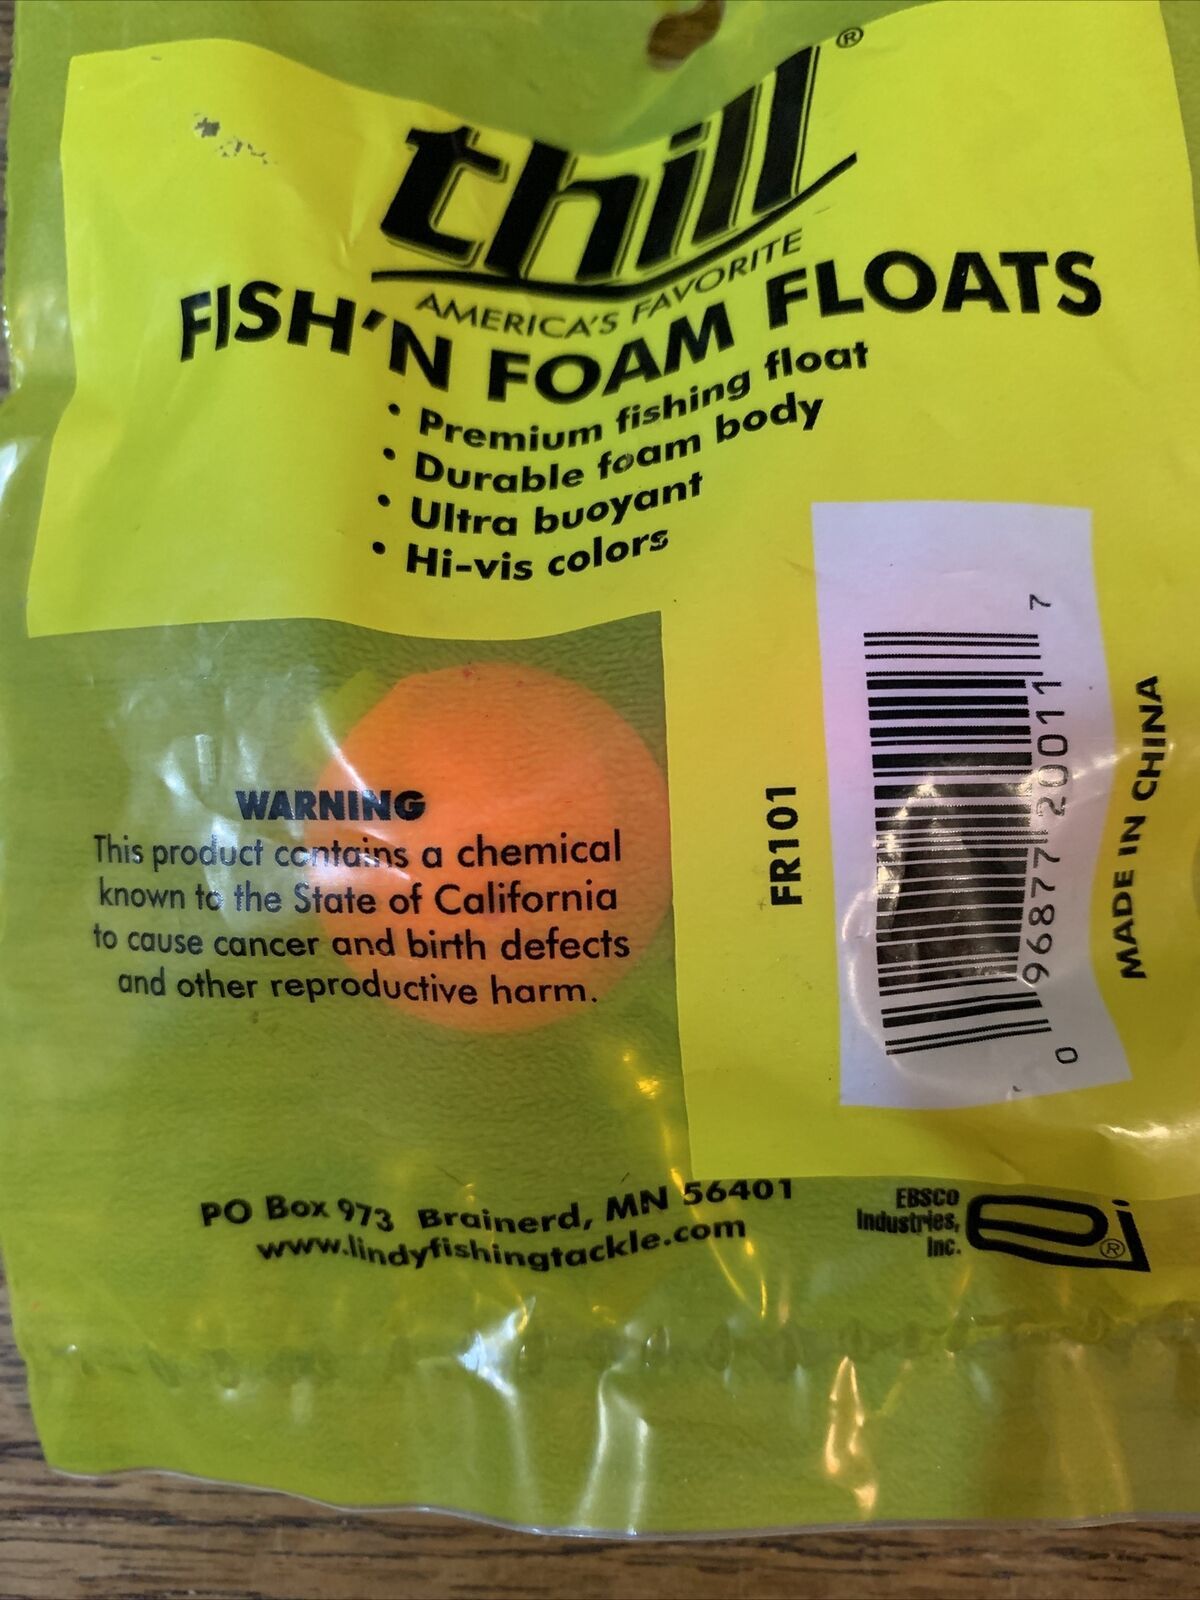 thill®
AMERICA'S FAVORITE
FISH'N FOAM FLOATS
• Premium fishing float
• Durable foam body
• Ultra buoyant
• Hi-vis colors
WARNING
This product contains a chemical
known to the State of California
to cause cancer and birth defects
and other reproductive harm.
FR101
0 96877 20011 7
MADE IN CHINA
PO Box 973 Brainerd, MN 56401
www.lindyfishingtackle.com
EBSCO
Industries,
Inc.
®